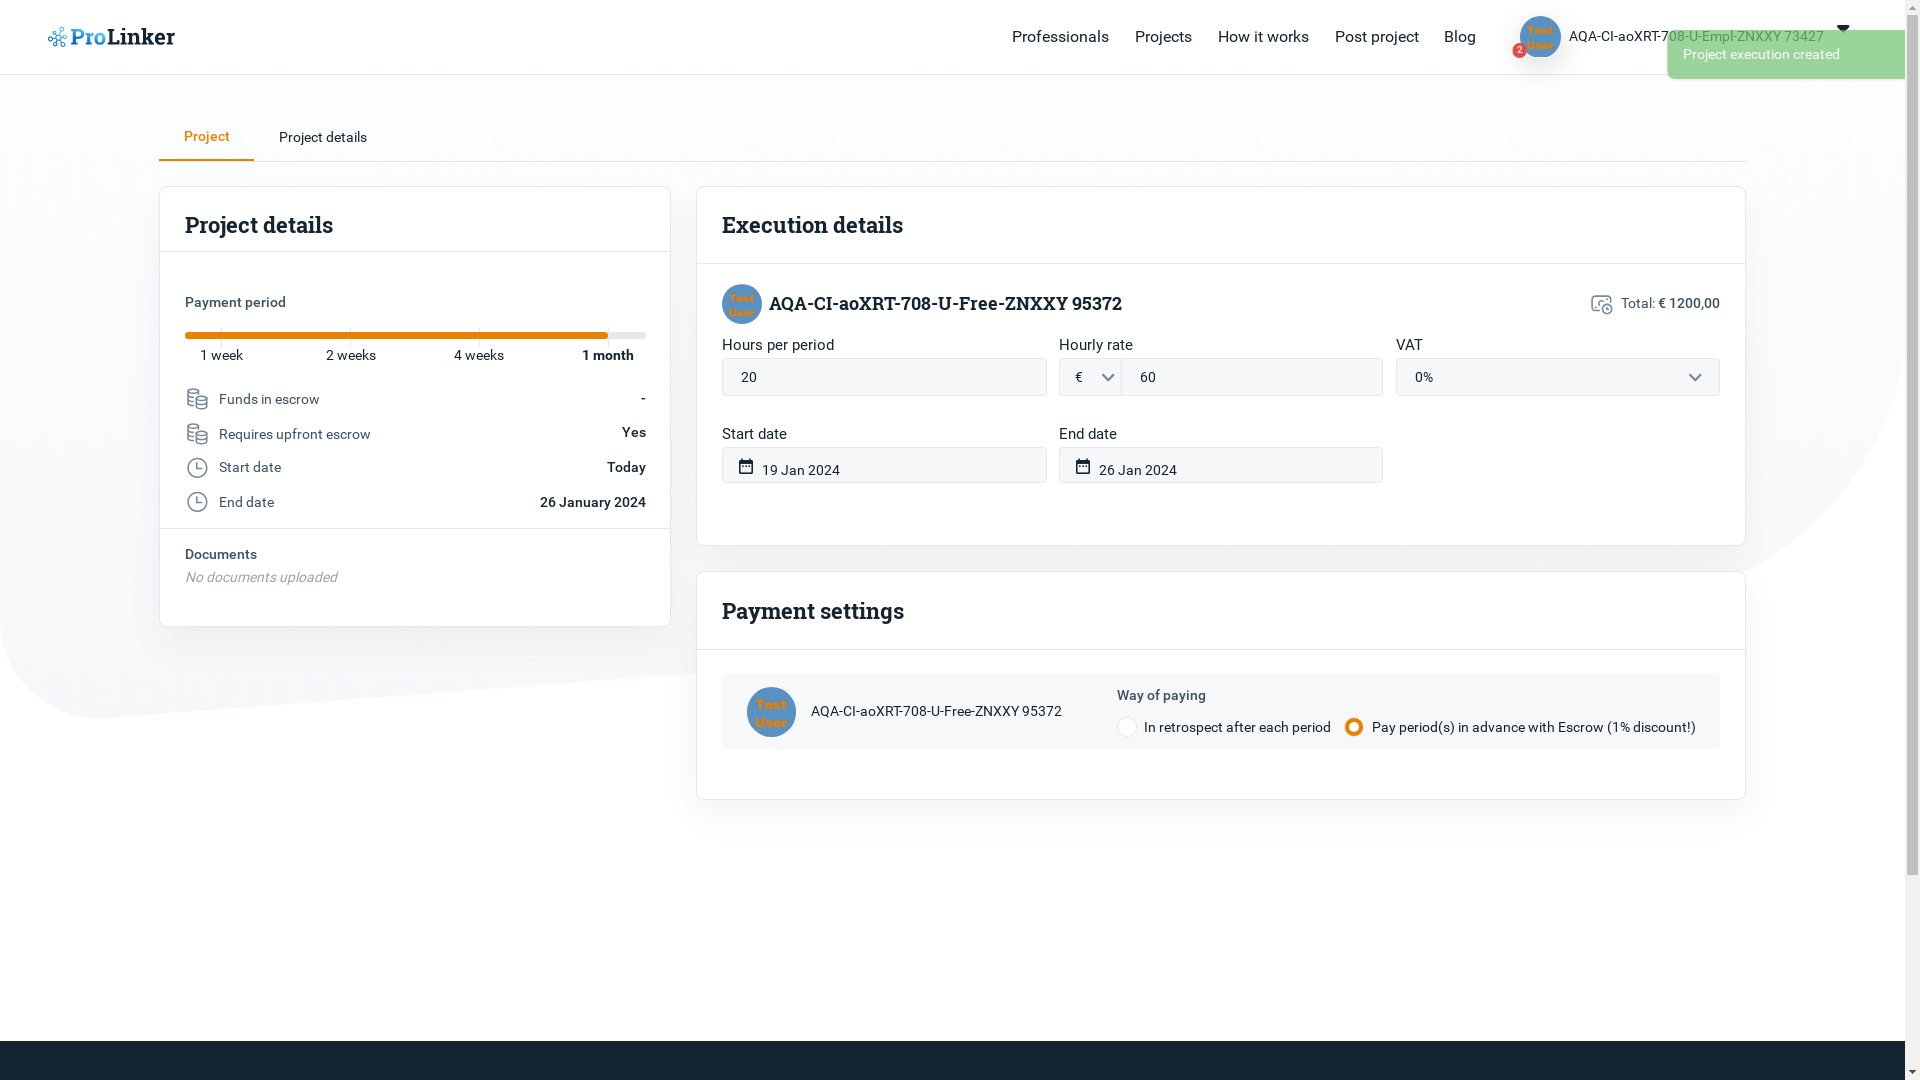 ProLinker
Professionals
Projects
How it works
Post project
Blog
Test
User
2
AQA-CI-aoXRT-708-U-Empl-ZNXXY 73427
Project execution created
Project
Project details
Project details
Payment period
1 week
2 weeks
4 weeks
1 month
Funds in escrow
-
Requires upfront escrow
Yes
Start date
Today
End date
26 January 2024
Documents
No documents uploaded
Execution details
Test
User
AQA-CI-aoXRT-708-U-Free-ZNXXY 95372
Total: € 1200,00
Hours per period
Hourly rate
VAT
20
€
60
0%
Start date
End date
19 Jan 2024
26 Jan 2024
Payment settings
Test
User
AQA-CI-aoXRT-708-U-Free-ZNXXY 95372
Way of paying
In retrospect after each period
Pay period(s) in advance with Escrow (1% discount!)